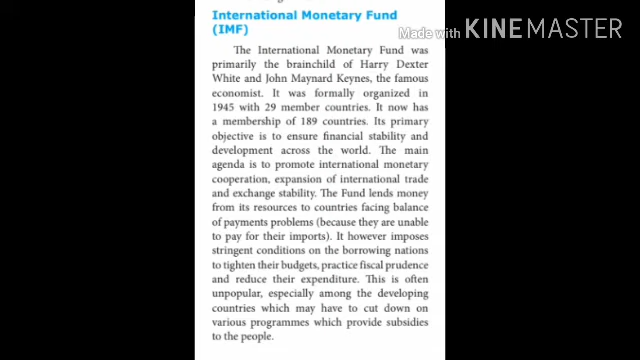 International Monetary Fund
(IMF)
Made with KINEMASTER
The International Monetary Fund was
primarily the brainchild of Harry Dexter
White and John Maynard Keynes, the famous
economist. It was formally organized in
1945 with 29 member countries. It now has
a membership of 189 countries. Its primary
objective is to ensure financial stability and
development across the world. The main
agenda is to promote international monetary
cooperation, expansion of international trade
and exchange stability. The Fund lends money
from its resources to countries facing balance
of payments problems (because they are unable
to pay for their imports). It however imposes
stringent conditions on the borrowing nations
to tighten their budgets, practice fiscal prudence
and reduce their expenditure. This is often
unpopular, especially among the developing
countries which may have to cut down on
various programmes which provide subsidies
to the people.